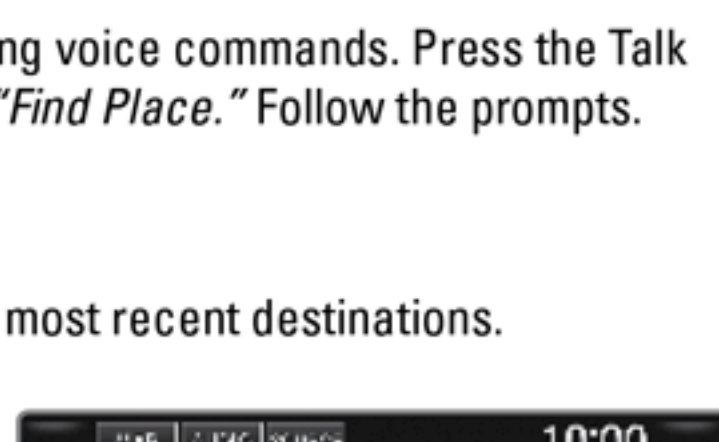 ng voice commands. Press the Talk
"Find Place." Follow the prompts.
most recent destinations.
10:00